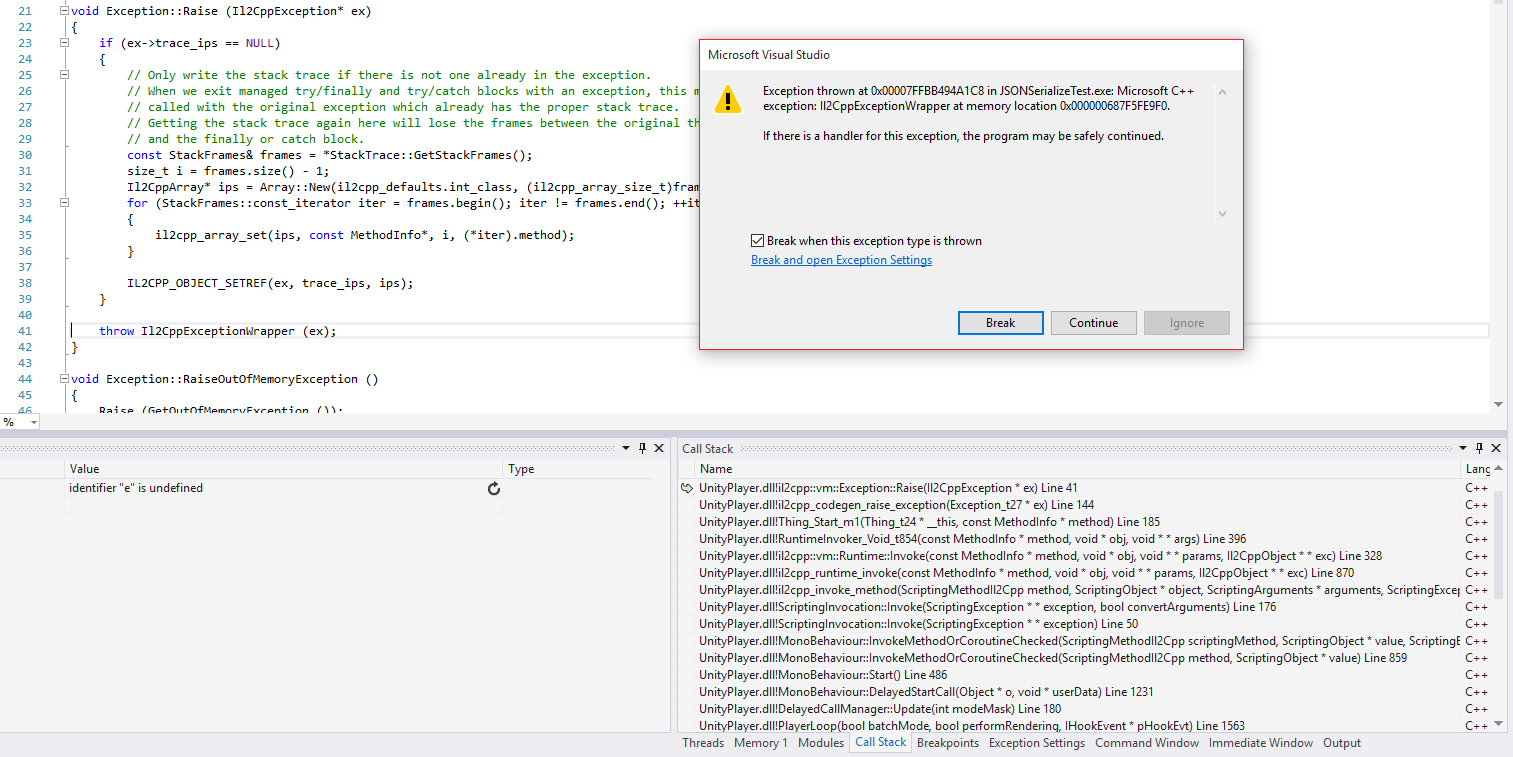 21 void Exception::Raise (Il2CppException* ex)
22 {
23 if (ex->trace_ips == NULL)
24 {
25 // Only write the stack trace if there is not one already in the exception.
26 // When we exit managed try/finally and try/catch blocks with an exception, this m
27 // called with the original exception which already has the proper stack trace.
28 // Getting the stack trace again here will lose the frames between the original th
29 // and the finally or catch block.
30 const StackFrames& frames = *StackTrace::GetStackFrames();
31 size_t i = frames.size() - 1;
32 Il2CppArray* ips = Array::New(il2cpp_defaults.int_class, (il2cpp_array_size_t)fram
33 for (StackFrames::const_iterator iter = frames.begin(); iter != frames.end(); ++it
34 {
35 il2cpp_array_set(ips, const MethodInfo*, i, (*iter).method);
36 }
37
38 IL2CPP_OBJECT_SETREF(ex, trace_ips, ips);
39 }
40
41 throw Il2CppExceptionWrapper (ex);
42 }
43
44 void Exception::RaiseOutOfMemoryException ()
45 {
46 Raise (GetOutOfMemoryException ());
%
Microsoft Visual Studio
Exception thrown at 0x00007FFBB494A1C8 in JSONSerializeTest.exe: Microsoft C++
exception: Il2CppExceptionWrapper at memory location 0x000000687F5FE9F0.
If there is a handler for this exception, the program may be safely continued.
Break when this exception type is thrown
Break and open Exception Settings
Break Continue Ignore
Value Type
identifier "e" is undefined
Call Stack
Name Lang
UnityPlayer.dll!il2cpp::vm::Exception::Raise(Il2CppException * ex) Line 41 C++
UnityPlayer.dll!il2cpp_codegen_raise_exception(Exception_t27 * ex) Line 144 C++
UnityPlayer.dll!Thing_Start_m1(Thing_t24 * __this, const MethodInfo * method) Line 185 C++
UnityPlayer.dll!RuntimeInvoker_Void_t854(const MethodInfo * method, void * obj, void * * args) Line 396 C++
UnityPlayer.dll!il2cpp::vm::Runtime::Invoke(const MethodInfo * method, void * obj, void * * params, Il2CppObject * * exc) Line 328 C++
UnityPlayer.dll!il2cpp_runtime_invoke(const MethodInfo * method, void * obj, void * * params, Il2CppObject * * exc) Line 870 C++
UnityPlayer.dll!il2cpp_invoke_method(ScriptingMethodIl2Cpp method, ScriptingObject * object, ScriptingArguments * arguments, ScriptingExcep C++
UnityPlayer.dll!ScriptingInvocation::Invoke(ScriptingException * * exception, bool convertArguments) Line 176 C++
UnityPlayer.dll!ScriptingInvocation::Invoke(ScriptingException * * exception) Line 50 C++
UnityPlayer.dll!MonoBehaviour::InvokeMethodOrCoroutineChecked(ScriptingMethodIl2Cpp scriptingMethod, ScriptingObject * value, ScriptingE C++
UnityPlayer.dll!MonoBehaviour::InvokeMethodOrCoroutineChecked(ScriptingMethodIl2Cpp method, ScriptingObject * value) Line 859 C++
UnityPlayer.dll!MonoBehaviour::Start() Line 486 C++
UnityPlayer.dll!MonoBehaviour::DelayedStartCall(Object * o, void * userData) Line 1231 C++
UnityPlayer.dll!DelayedCallManager::Update(int modeMask) Line 180 C++
UnityPlayer.dll!PlayerLoop(bool batchMode, bool performRendering, IHookEvent * pHookEvt) Line 1563 C++
Threads Memory 1 Modules Call Stack Breakpoints Exception Settings Command Window Immediate Window Output